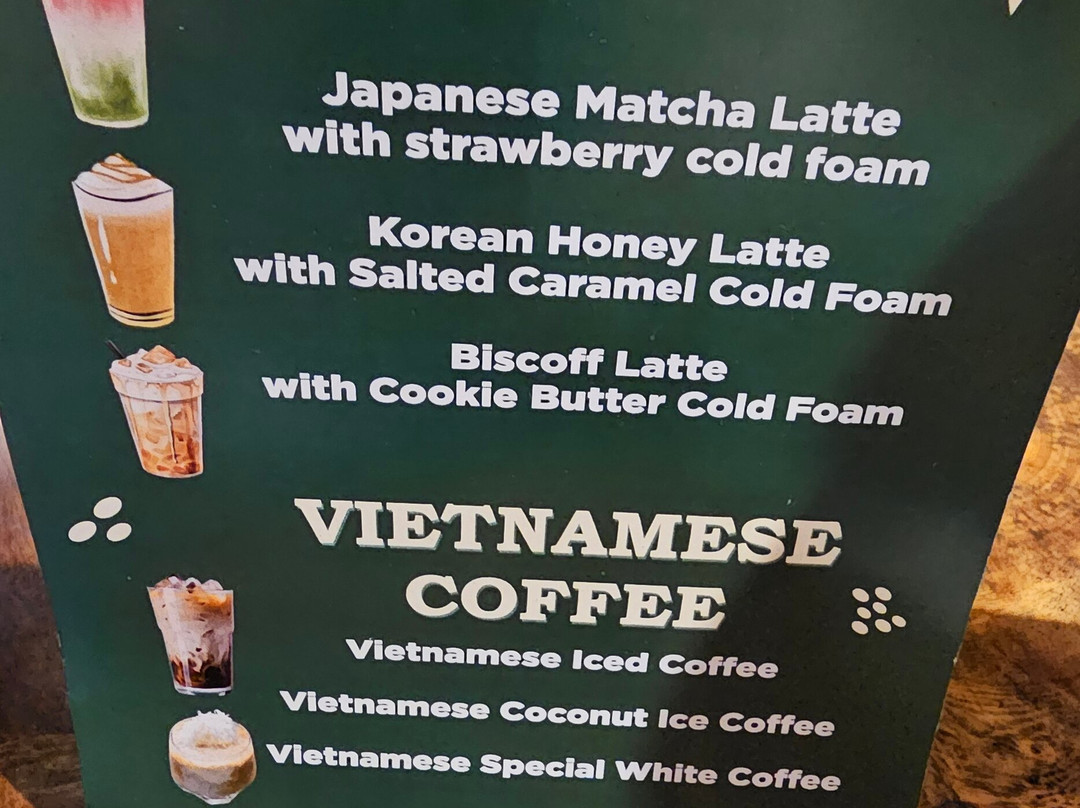 Japanese Matcha Latte
with strawberry cold foam
Korean Honey Latte
with Salted Caramel Cold Foam
Biscoff Latte
with Cookie Butter Cold Foam
VIETNAMESE
COFFEE
Vietnamese Iced Coffee
Vietnamese Coconut Ice Coffee
Vietnamese Special White Coffee